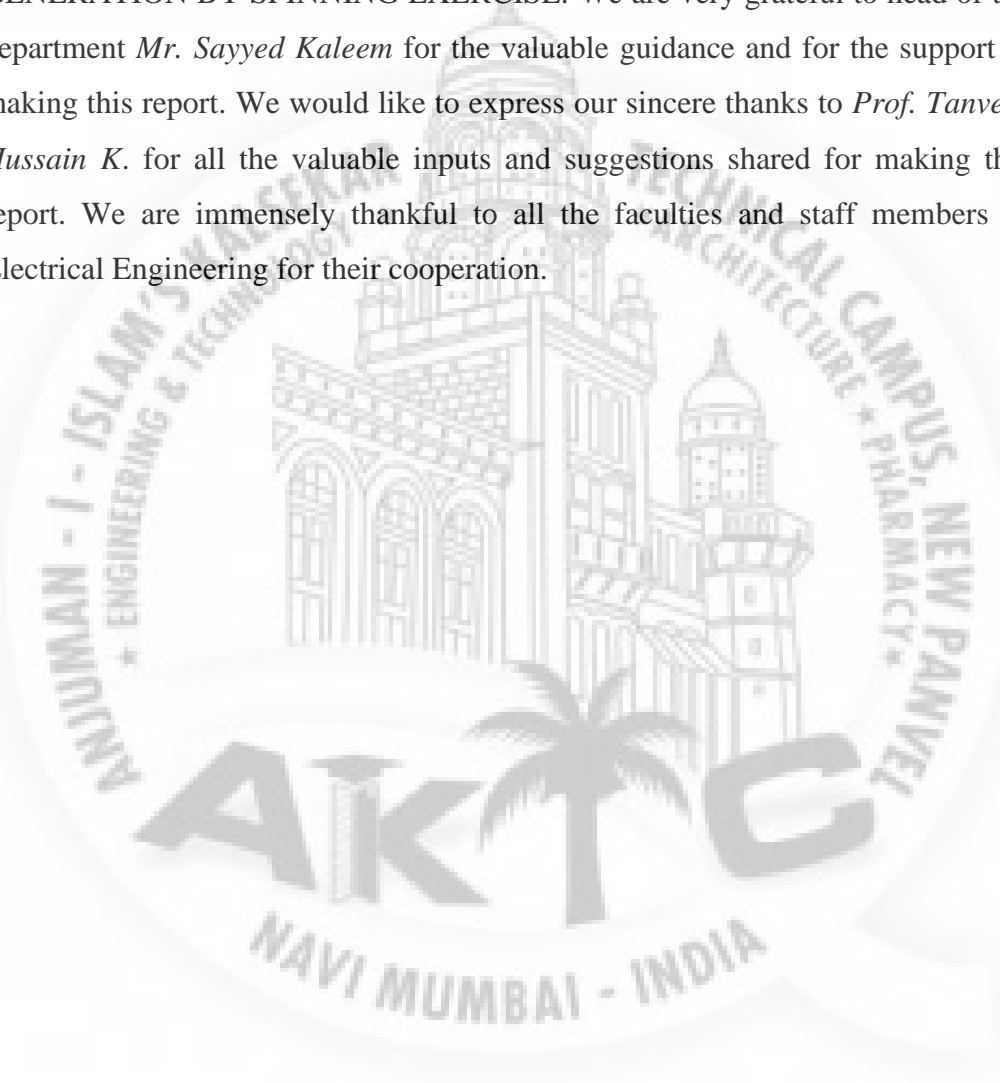 GENERATION BY SPINNING EXERCISE. We are very grateful to head of t
epartment Mr. Sayyed Kaleem for the valuable guidance and for the support
naking this report. We would like to express our sincere thanks to Prof. Tanve
Hussain K. for all the valuable inputs and suggestions shared for making th
eport. We are immensely thankful to all the faculties and staff members
Electrical Engineering for their cooperation.
ANJUMAN - I - ISLAM'S KALSEKAR TECHNICAL CAMPUS, NEW PANVEL
* ENGINEERING & TECHNOLOGY * ARCHITECTURE * PHARMACY *
AKTC
NAVI MUMBAI - INDIA